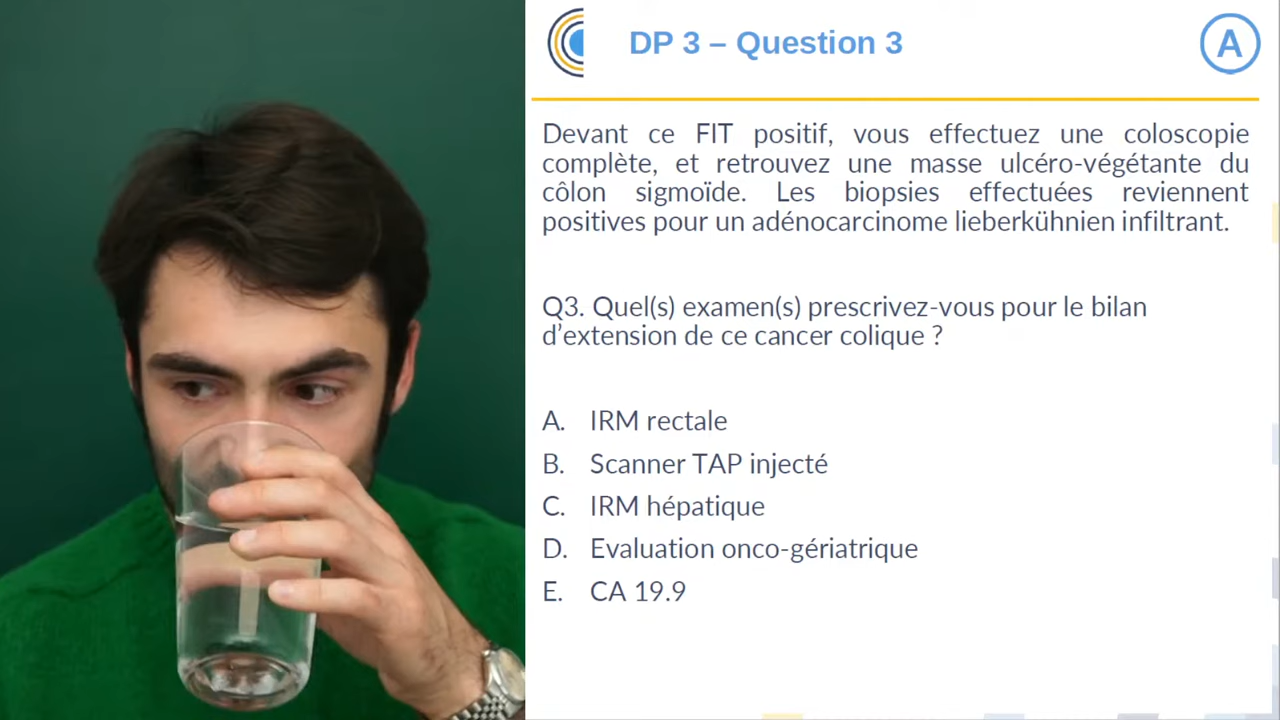 DP 3 – Question 3
A
Devant ce FIT positif, vous effectuez une coloscopie
complète, et retrouvez une masse ulcéro-végétante du
côlon sigmoïde. Les biopsies effectuées reviennent
positives pour un adénocarcinome lieberkühnien infiltrant.
Q3. Quel(s) examen(s) prescrivez-vous pour le bilan
d’extension de ce cancer colique ?
A. IRM rectale
B. Scanner TAP injecté
C. IRM hépatique
D. Evaluation onco-gériatrique
E. CA 19.9